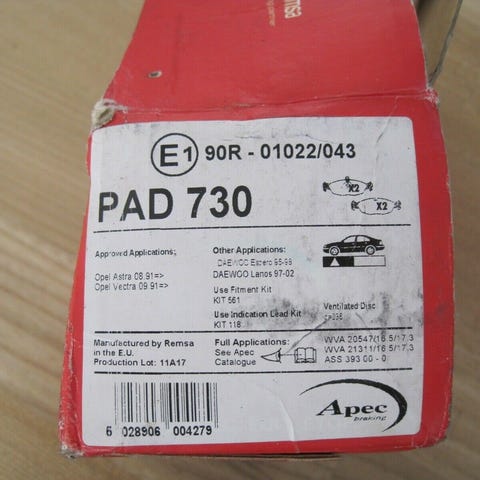 msa
E1 90R - 01022/043
PAD 730
X2
X2
Approved Applications;
Opel Astra 08.91=>
Opel Vectra 09.91=>
Other Applications:
DAEWOO Espero 95-99
DAEWOO Lanos 97-02
Use Fitment Kit
KIT 561
Use Indication Lead Kit
KIT 118
Ventilated Disc
Manufactured by Remsa
in the E.U.
Production Lot: 11A17
Full Applications:
See Apec
Catalogue
WVA 20547/16.5/17,3
WVA 21311/16.5/17,3
ASS 393 00 - 0
6 028906 004279
Apec
braking